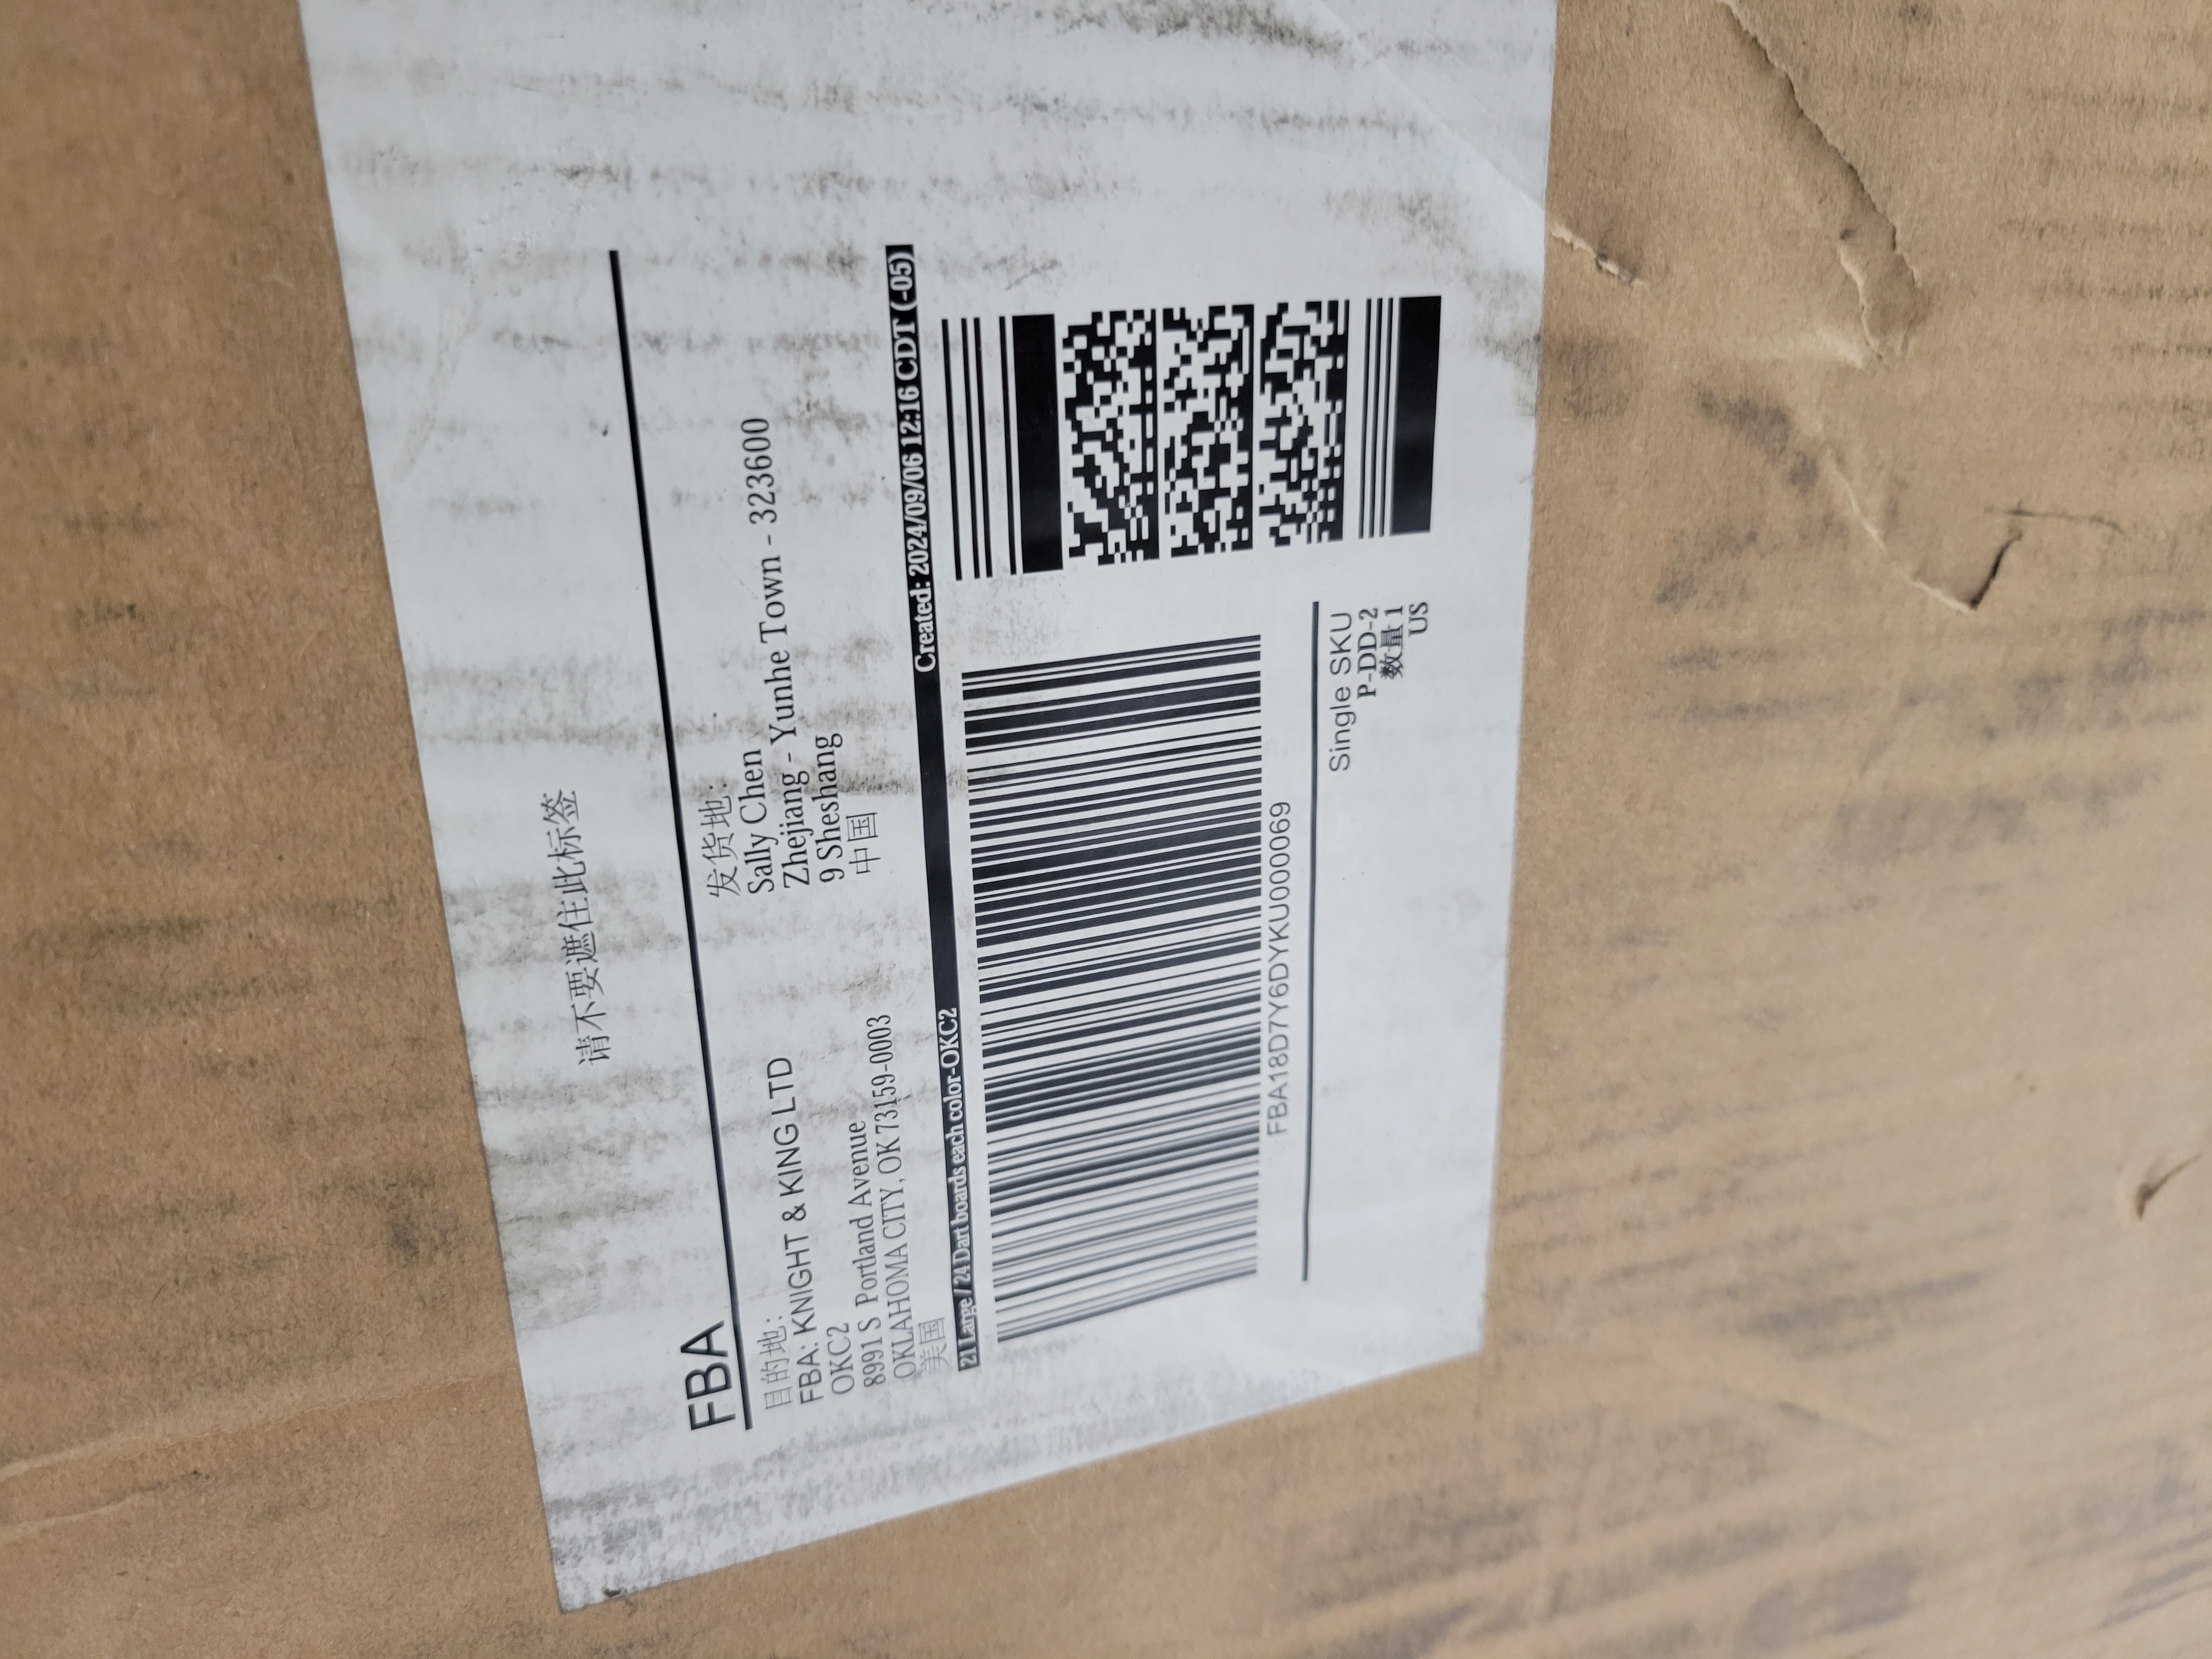 FBA
请不要遮住此标签
目的地:
FBA: KNIGHT & KING LTD
OKC2
8991 S Portland Avenue
OKLAHOMA CITY, OK 73159-0003
美国
发货地:
Sally Chen
Zhejiang - Yunhe Town - 323600
9 Sheshang
中国
21 Large / 24 Dart boards each color-OKC2
Created: 2024/09/06 12:16 CDT (-05)
FBA18D7Y6DYKU000069
Single SKU
P-DD-2
数量 1
US